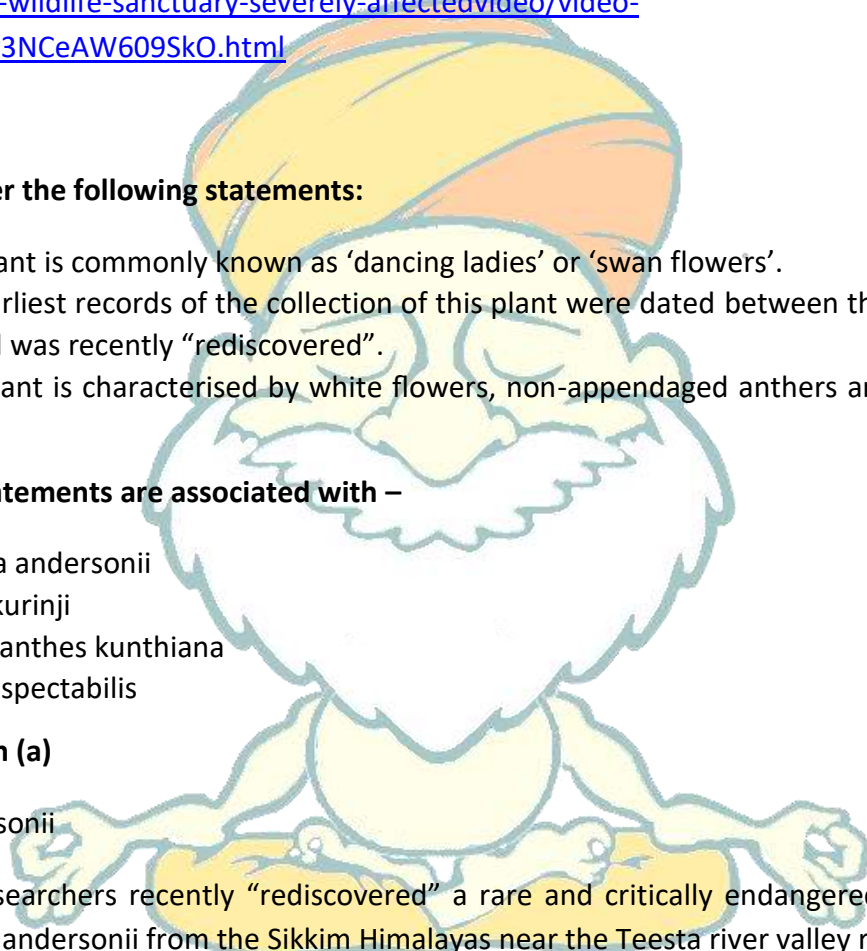 -wildlife-sanctuary-severely-affectedvideo/video-
3NCeAW609SkO.html
er the following statements:
ant is commonly known as ‘dancing ladies’ or ‘swan flowers’.
rliest records of the collection of this plant were dated between th
was recently “rediscovered”.
ant is characterised by white flowers, non-appendaged anthers ar
atements are associated with –
a andersonii
kurinji
anthes kunthiana
spectabilis
n (a)
sonii
searchers recently “rediscovered” a rare and critically endangered
andersonii from the Sikkim Himalayas near the Teesta river valley r